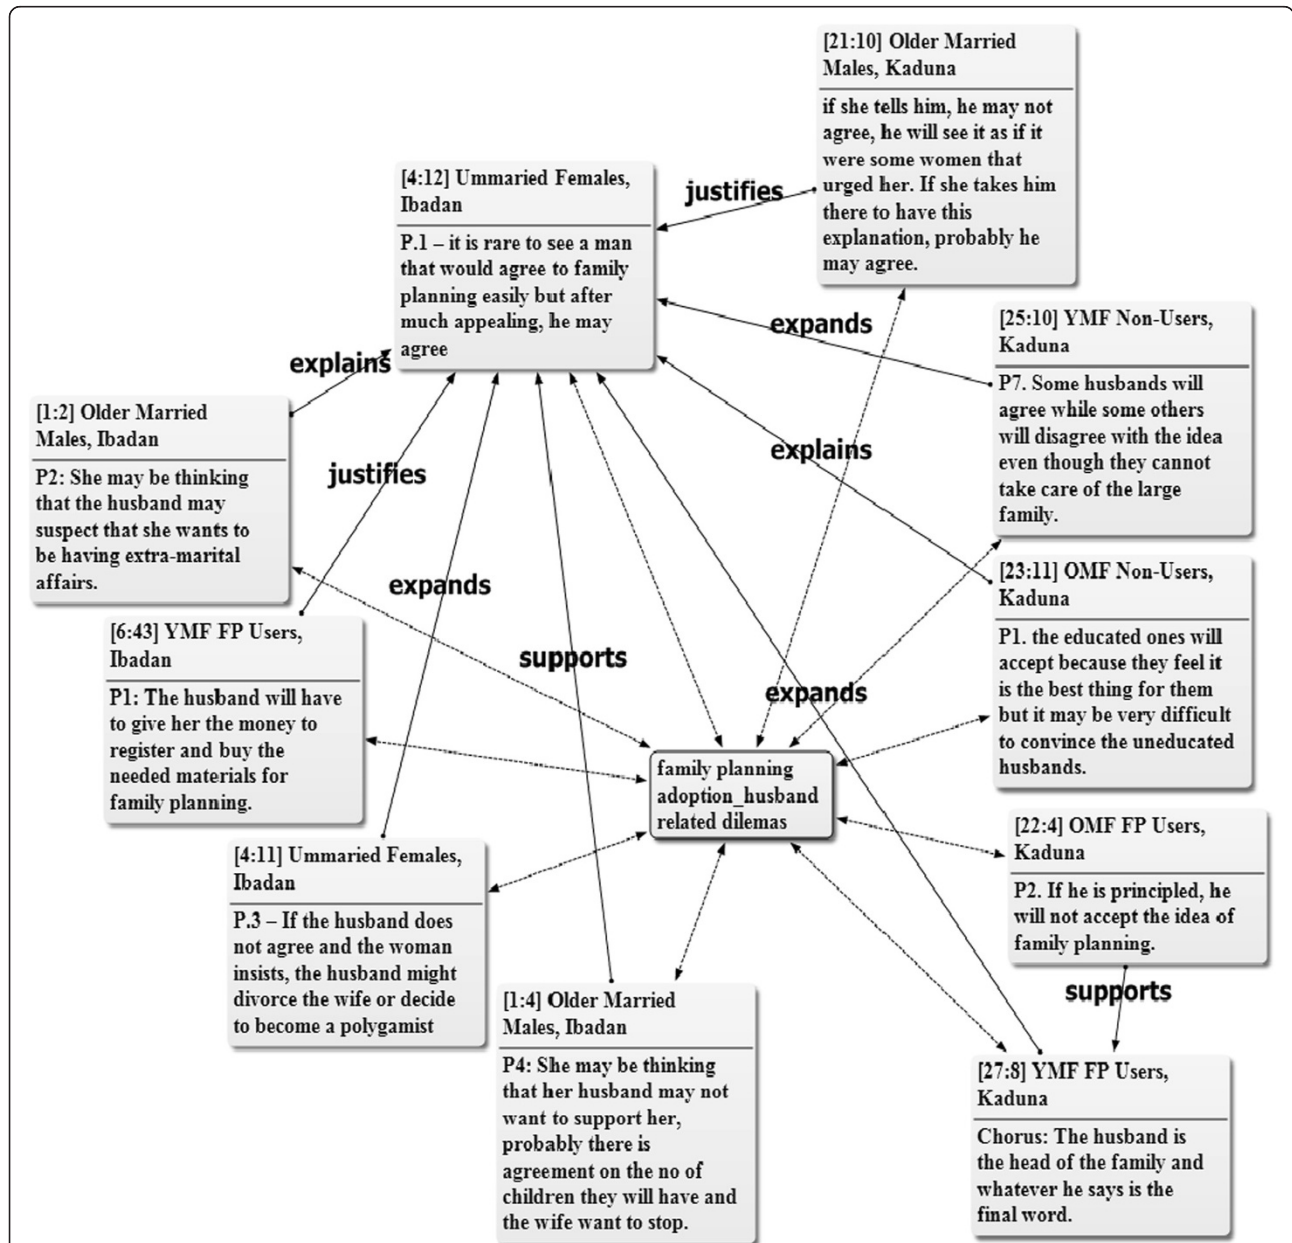 [21:10] Older Married
Males, Kaduna
if she tells him, he may not
agree, he will see it as if it
were some women that
urged her. If she takes him
there to have this
explanation, probably he
may agree.
justifies
[4:12] Ummaried Females,
Ibadan
P.1 – it is rare to see a man
that would agree to family
planning easily but after
much appealing, he may
agree
expands
[25:10] YMF Non-Users,
Kaduna
P7. Some husbands will
agree while some others
will disagree with the idea
even though they cannot
take care of the large
family.
explains
[1:2] Older Married
Males, Ibadan
P2: She may be thinking
that the husband may
suspect that she wants to
be having extra-marital
affairs.
justifies
explains
[23:11] OMF Non-Users,
Kaduna
P1. the educated ones will
accept because they feel it
is the best thing for them
but it may be very difficult
to convince the uneducated
husbands.
expands
[6:43] YMF FP Users,
Ibadan
P1: The husband will have
to give her the money to
register and buy the
needed materials for
family planning.
supports
expands
family planning
adoption_husband
related dilemas
[22:4] OMF FP Users,
Kaduna
P2. If he is principled, he
will not accept the idea of
family planning.
supports
[4:11] Ummaried Females,
Ibadan
P.3 – If the husband does
not agree and the woman
insists, the husband might
divorce the wife or decide
to become a polygamist
[1:4] Older Married
Males, Ibadan
P4: She may be thinking
that her husband may not
want to support her,
probably there is
agreement on the no of
children they will have and
the wife want to stop.
[27:8] YMF FP Users,
Kaduna
Chorus: The husband is
the head of the family and
whatever he says is the
final word.